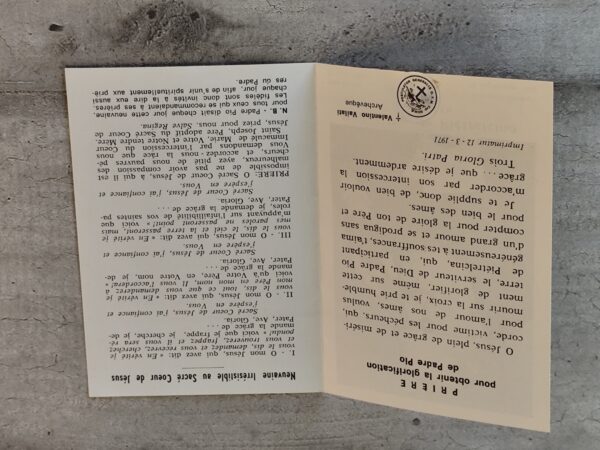 Neuvaine Irrésistible au Sacré Coeur de Jésus
I. - O mon Jésus, qui avez dit: « En vérité je
vous le dis, demandez et vous recevrez, cherchez
et vous trouverez, frappez et il vous sera ré-
pondu! » voici que je frappe, je cherche, je de-
mande la grâce de ...
Pater, Ave, Gloria.
Sacré Coeur de Jésus, j'ai confiance et
j'espère en Vous.
II. - O mon Jésus, qui avez dit: « En vérité je
vous le dis, tout ce que vous demanderez à
mon Père en mon nom, Il vous l'accordera! »
voici qu'à Votre Père, en Votre nom, je de-
mande la grâce de ...
Pater, Ave, Gloria.
Sacré Coeur de Jésus, j'ai confiance et
j'espère en Vous.
III. - O mon Jésus, qui avez dit: « En vérité je
vous le dis, le ciel et la terre passeront, mais
mes paroles ne passeront point! » voici que
m'appuyant sur l'infaillibilité de vos saintes pa-
roles, je demande la grâce de ...
Pater, Ave, Gloria.
Sacré Coeur de Jésus, j'ai confiance et
j'espère en Vous.
PRIERE: O Sacré Coeur de Jésus, à qui il est
impossible de ne pas avoir compassion des
malheureux, ayez pitié de nous pauvres pé-
cheurs, et accordez-nous la grâce que nous
Vous demandons par l'intercession du Coeur
Immaculé de Marie, Votre et Notre tendre Mère.
Saint Joseph, Père adoptif du Sacré Coeur de
Jésus, priez pour nous. Salve Regina.
N. B. - Padre Pio disait chaque jour cette neuvaine,
pour tous ceux qui se recommandaient à ses prières.
Les fidèles sont donc invités à la dire eux aussi
chaque jour, afin de s'unir spirituellement aux priè-
res du Padre.
PRIERE
pour obtenir la glorification
de Padre Pio
O Jésus, plein de grâce et de miséri-
corde, victime pour les pécheurs, qui,
pour l'amour de nos âmes, voulus
mourir sur la croix, je te prie humble-
ment de glorifier, même sur cette
terre, le serviteur de Dieu, Padre Pio
de Pietrelcina, qui, en participant
généreusement à tes souffrances, t'aima
d'un grand amour et se prodigua sans
compter pour la gloire de ton Père et
pour le bien des âmes.
Je te supplie, donc, de bien vouloir
m'accorder par son intercession la
grâce .... que je désire ardemment.
Trois Gloria Patri.
Imprimatur - 12 - 3 - 1971
† Valentino Vailati
Archevêque